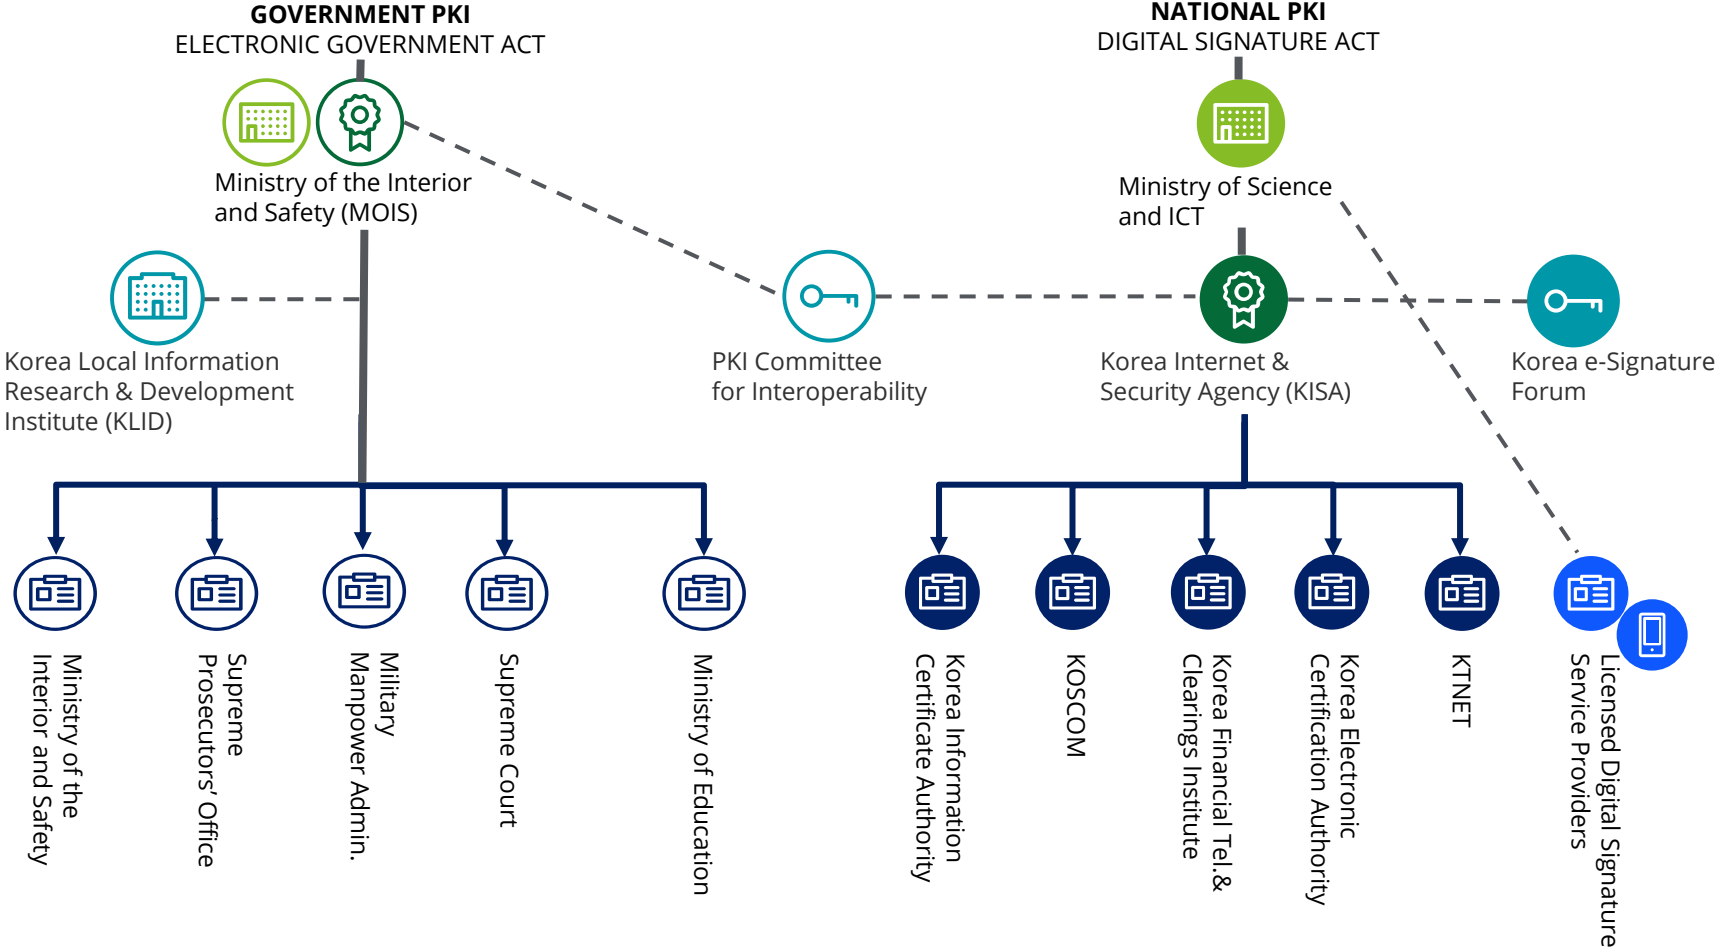 GOVERNMENT PKI
ELECTRONIC GOVERNMENT ACT
NATIONAL PKI
DIGITAL SIGNATURE ACT
Ministry of the Interior
and Safety (MOIS)
Ministry of Science
and ICT
Korea Local Information
Research & Development
Institute (KLID)
PKI Committee
for Interoperability
Korea Internet &
Security Agency (KISA)
Korea e-Signature
Forum
Ministry of the
Interior and Safety
Supreme
Prosecutors’ Office
Military
Manpower Admin.
Supreme Court
Ministry of Education
Korea Information
Certificate Authority
KOSCOM
Korea Financial Tel.&
Clearings Institute
Korea Electronic
Certification Authority
KTNET
Licensed Digital Signature
Service Providers